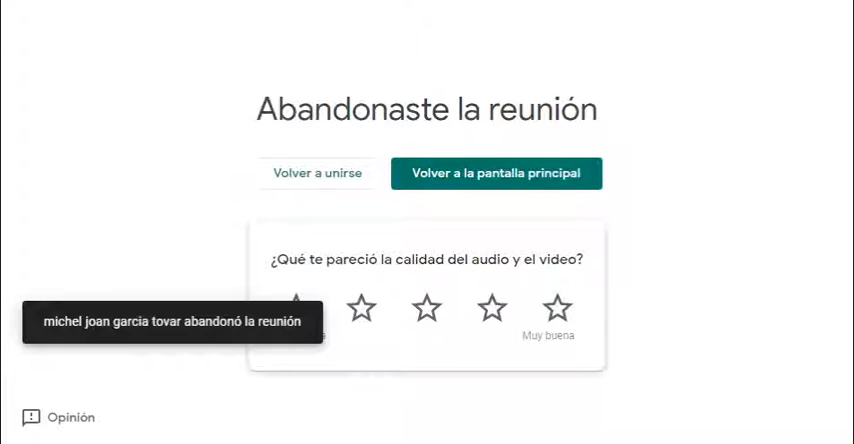 Abandonaste la reunión
Volver a unirse
Volver a la pantalla principal
¿Qué te pareció la calidad del audio y el video?
michel joan garcia tovar abandonó la reunión
Muy buena
Opinión